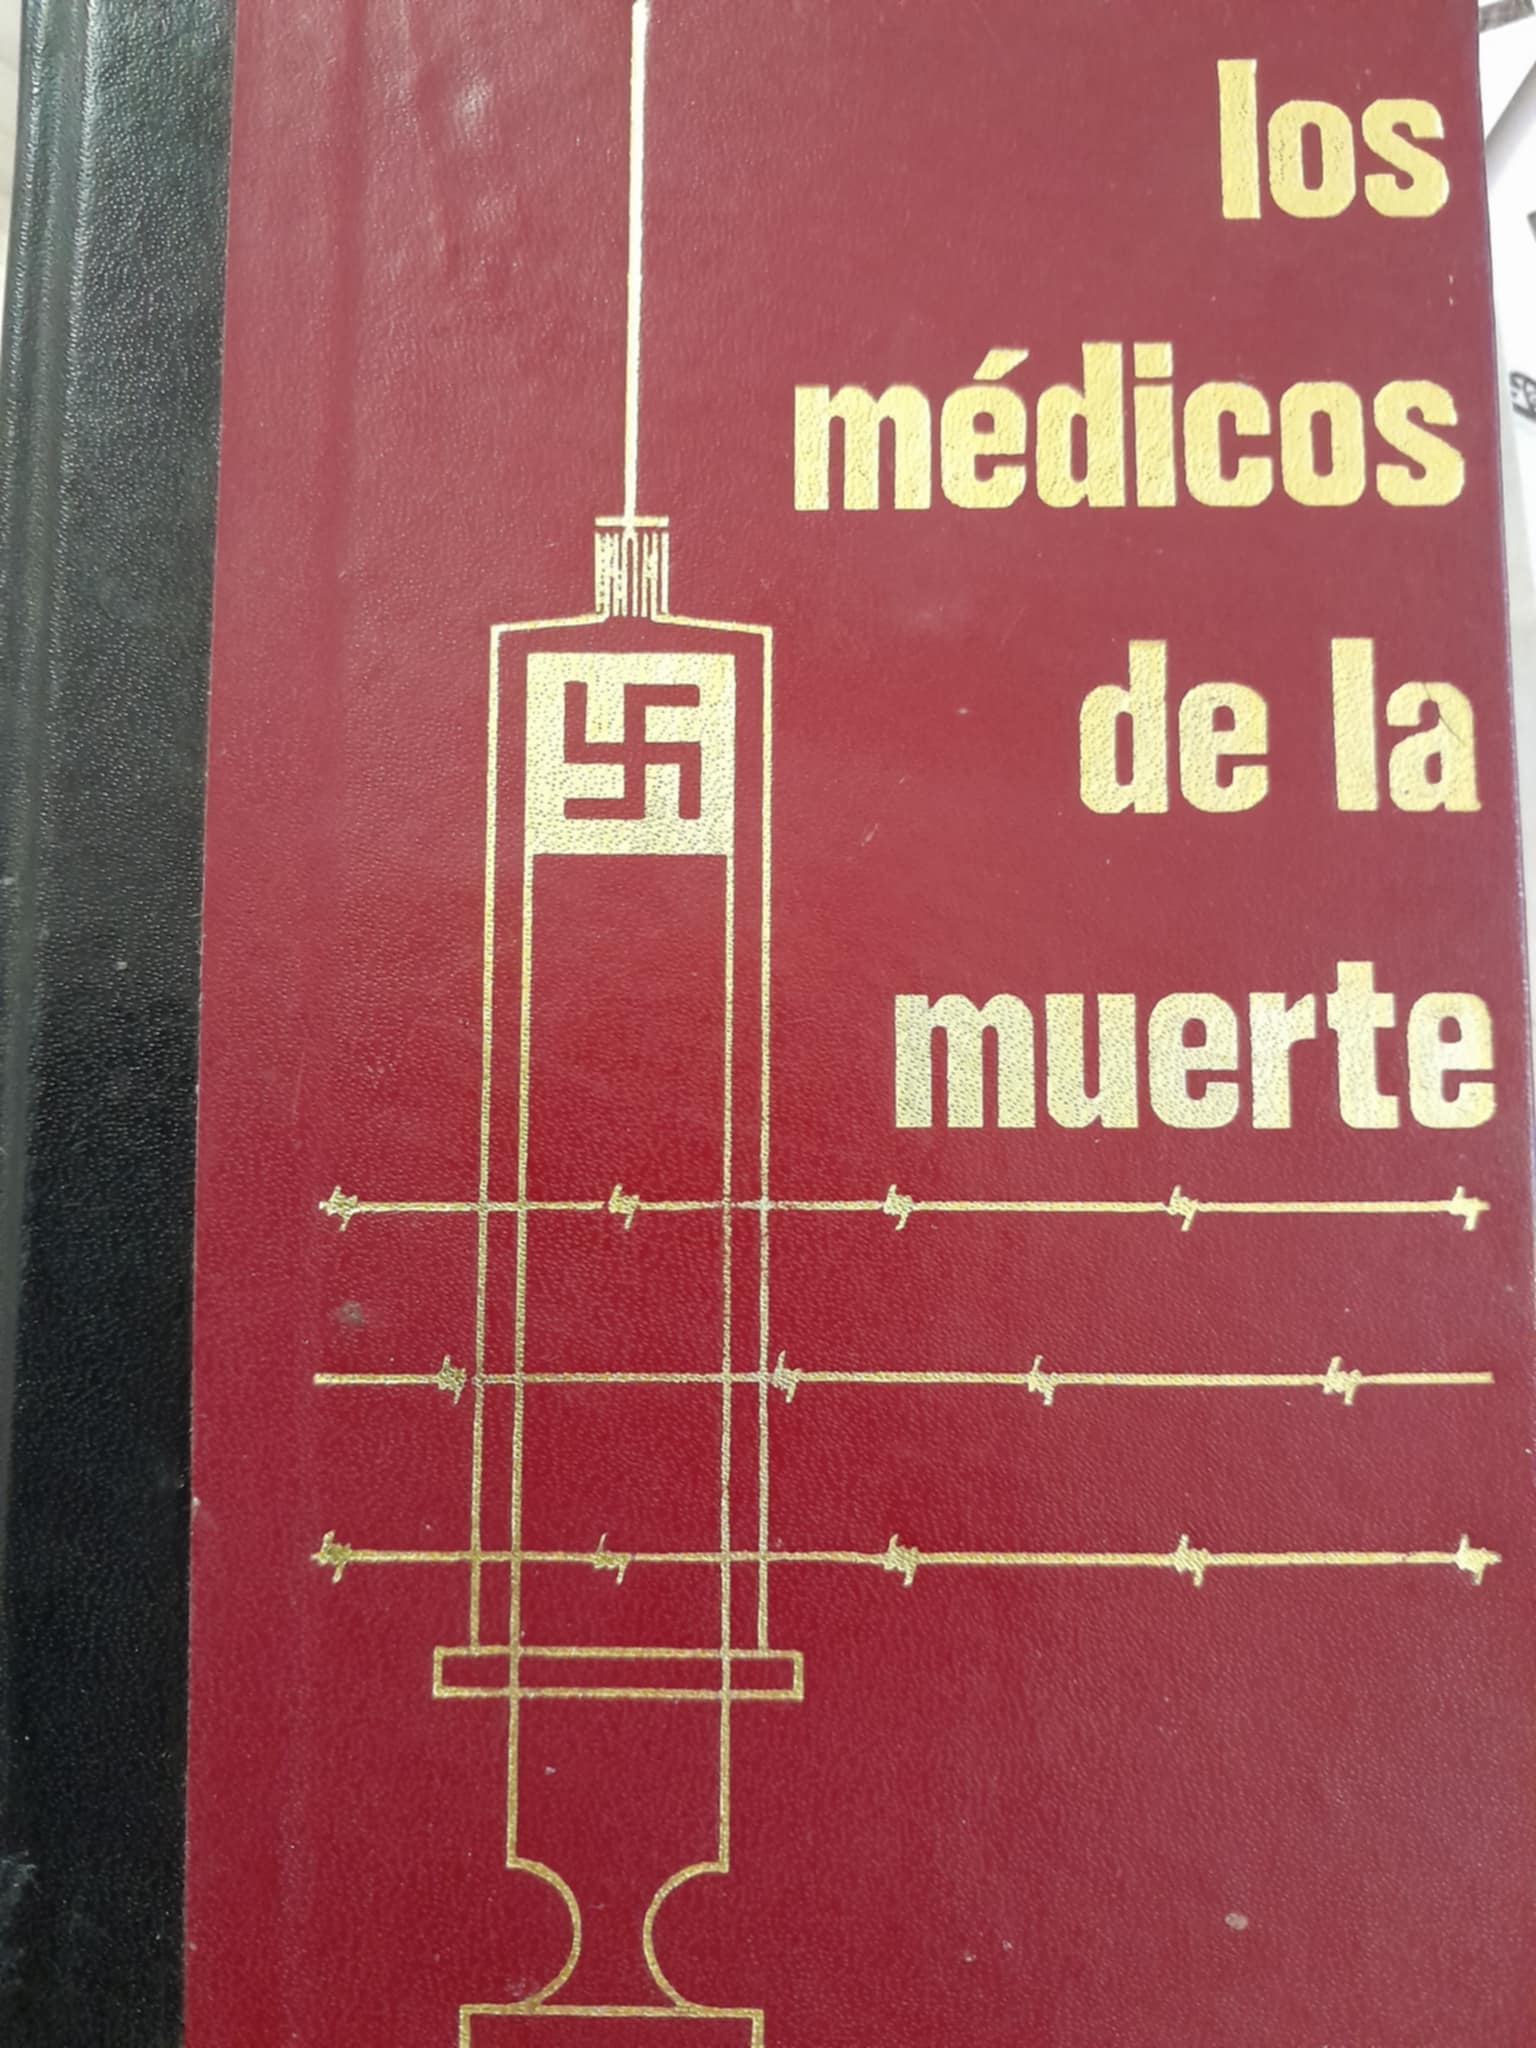 los
médicos
de la
muerte